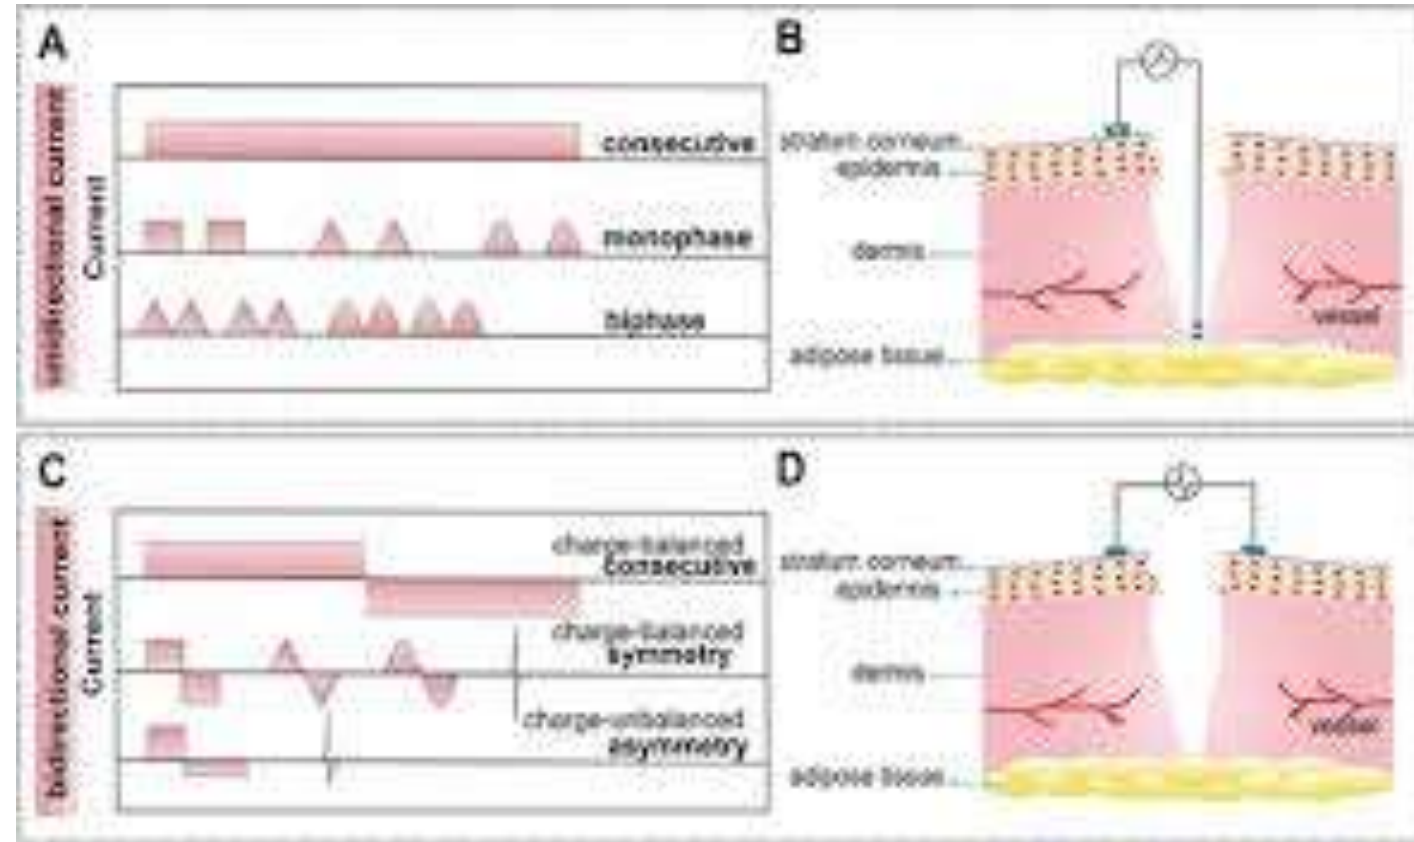 A
unidirectional current
Current
consecutive
monophase
biphase
B
stratum corneum
epidermis
dermis
vessel
adipose tissue
C
bidirectional current
Current
charge-balanced
consecutive
charge-balanced
symmetry
charge-unbalanced
asymmetry
D
stratum corneum
epidermis
dermis
vessel
adipose tissue